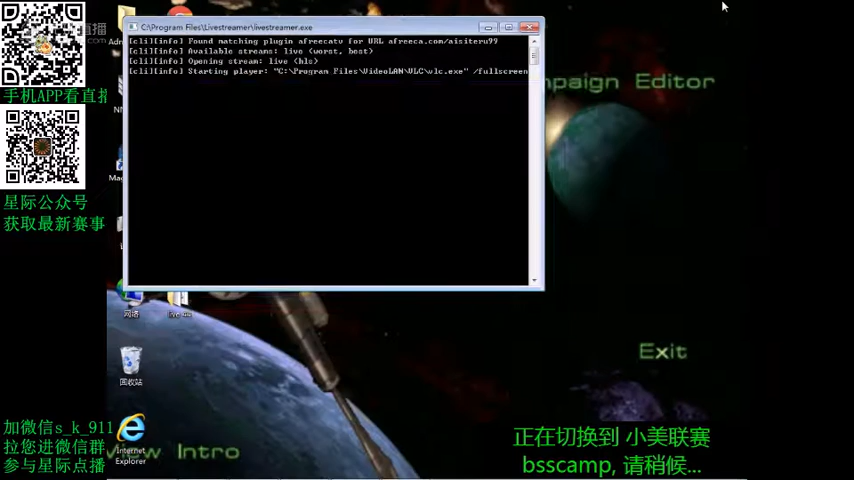 C:\Program Files\Livestreamer\livestreamer.exe
[cli][info] Found matching plugin afreecatv for URL afreeca.com/aisiteru99
[cli][info] Available streams: live (worst, best)
[cli][info] Opening stream: live (hls)
[cli][info] Starting player: "C:\Program Files\VideoLAN\VLC\vlc.exe" /fullscreen
mpaign Editor
手机APP看直播
星际公众号
获取最新赛事
网络
Exit
回收站
加微信s_k_911
拉您进微信群
参与星际点播
Internet
Explorer
View Intro
正在切换到 小美联赛
bsscamp, 请稍候...